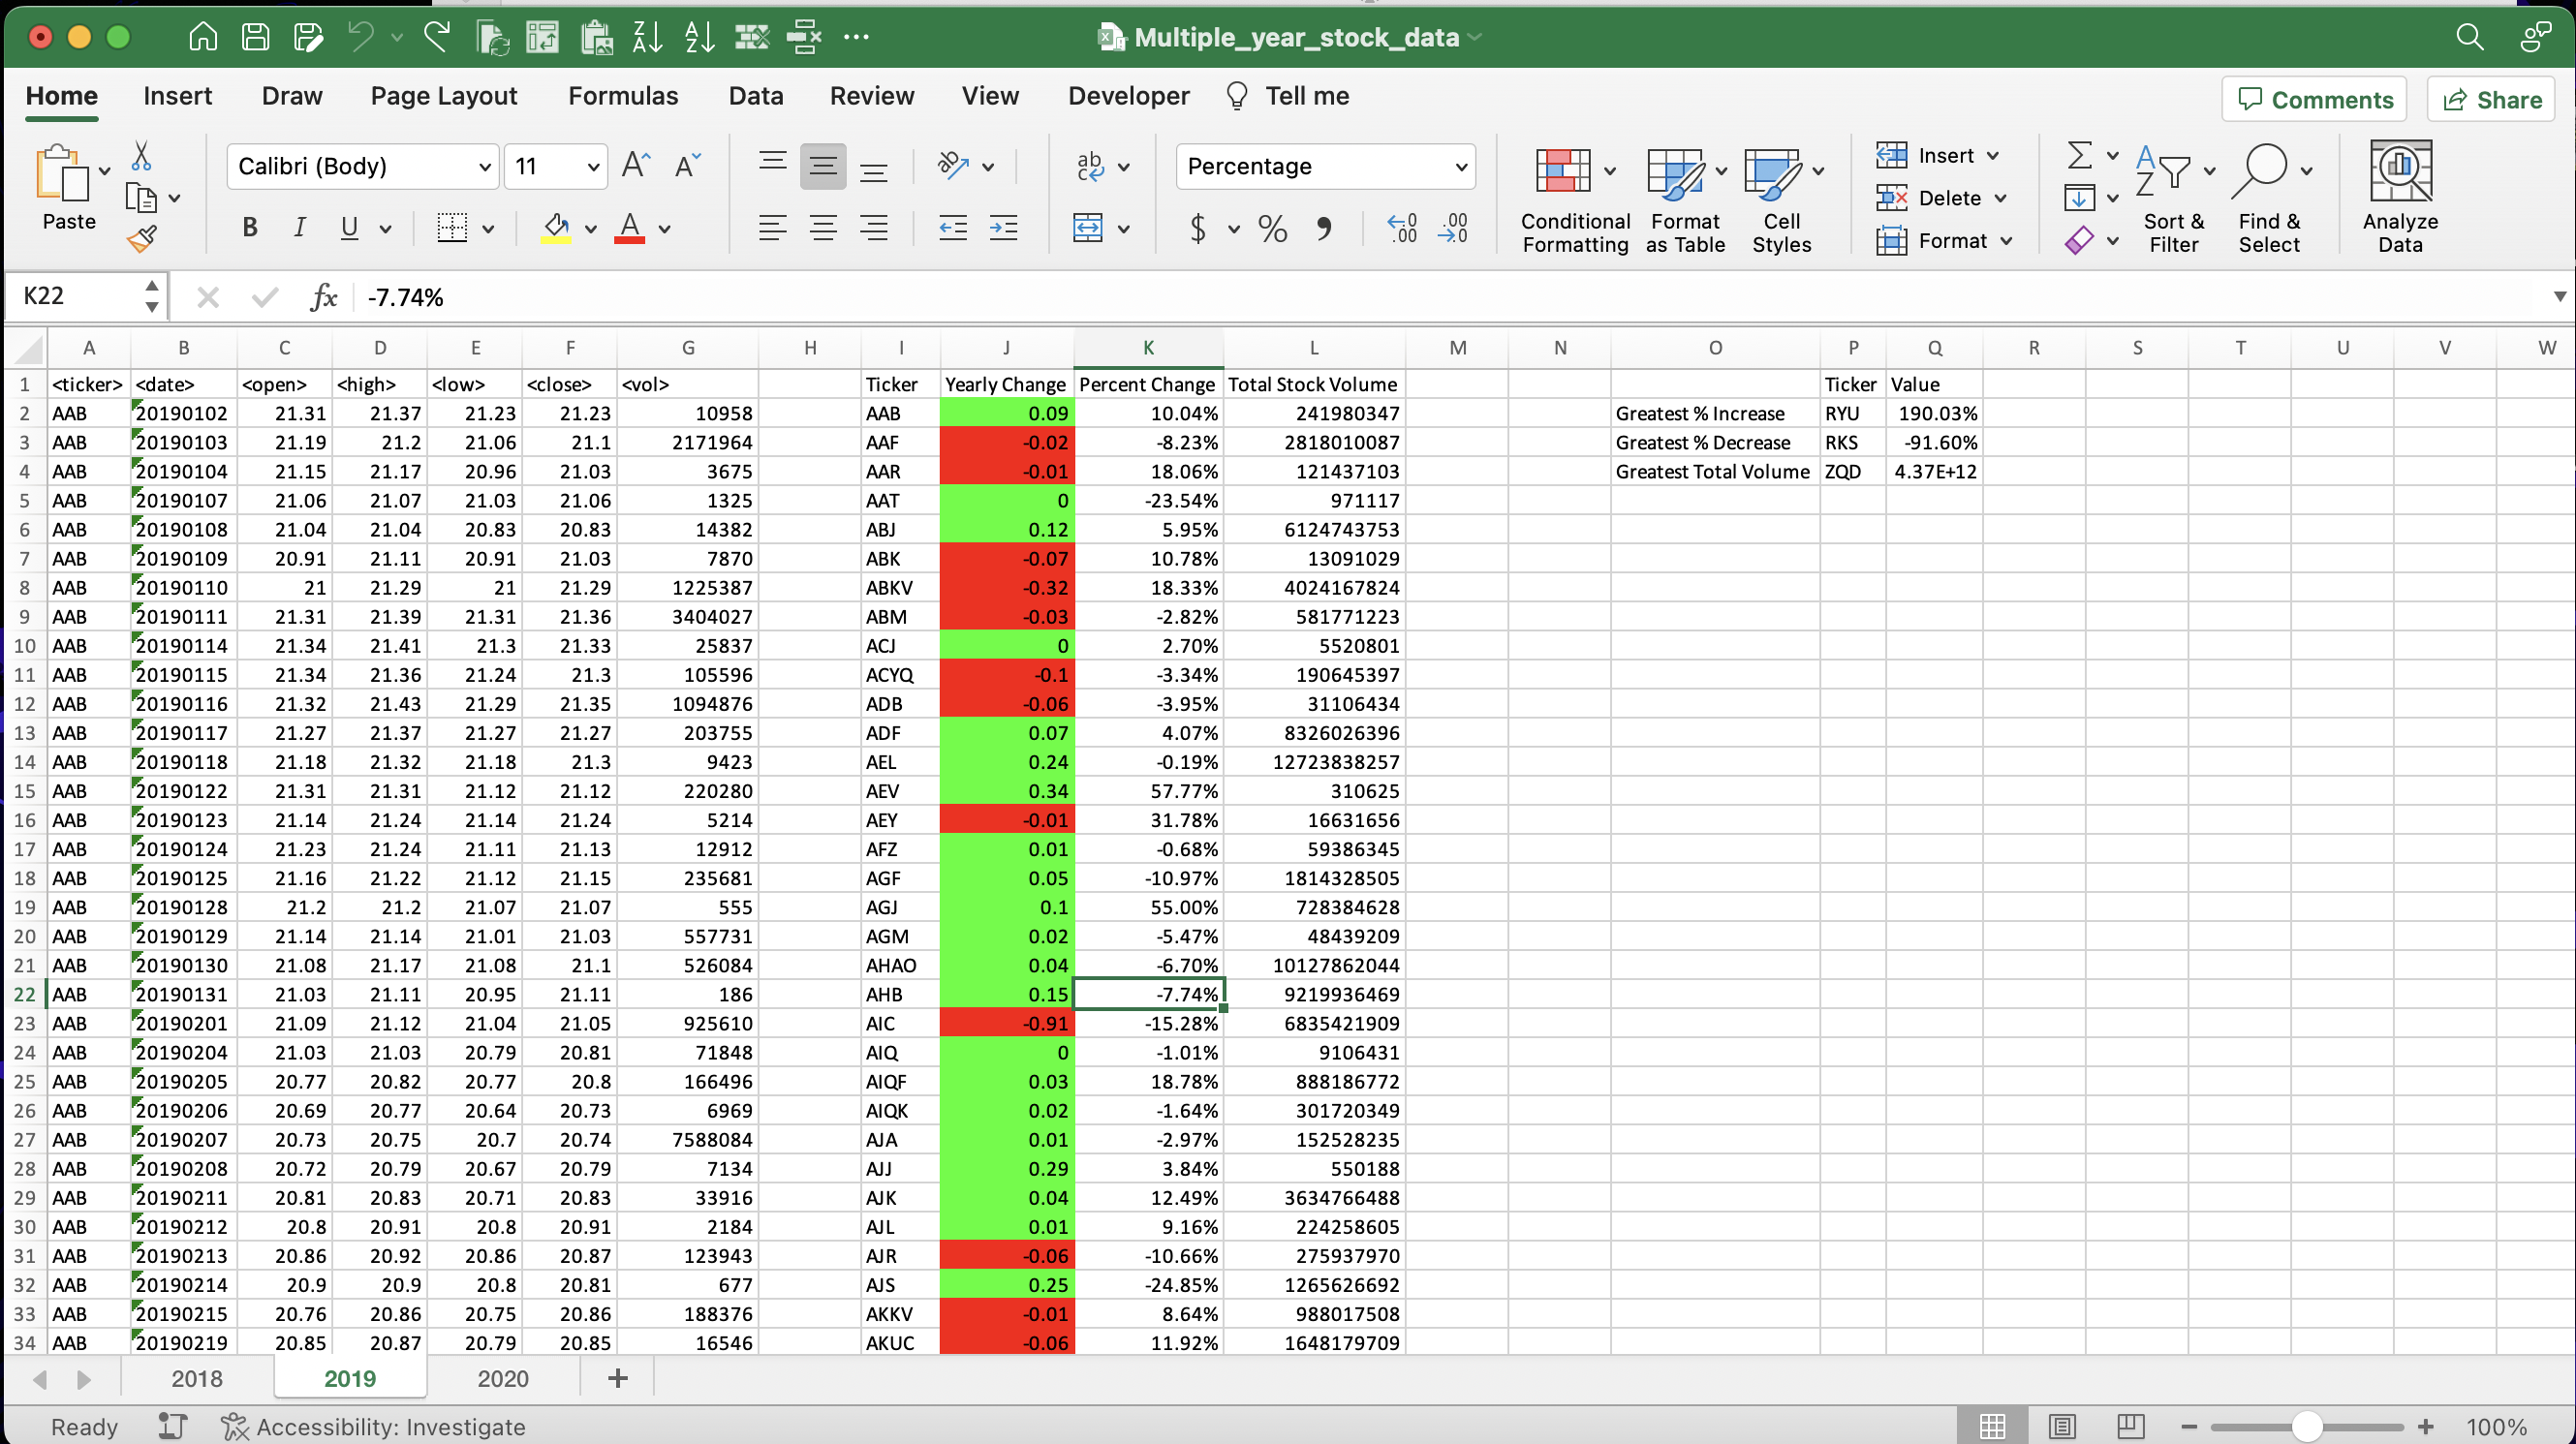 Multiple_year_stock_data
Home Insert Draw Page Layout Formulas Data Review View Developer Tell me Comments Share
Paste
Calibri (Body) 11
Percentage
Conditional Formatting
Format as Table
Cell Styles
Insert
Delete
Format
Sort & Filter
Find & Select
Analyze Data
K22 fx -7.74%
A B C D E F G H I J K L M N O P Q R S T U V W
1 <ticker> <date> <open> <high> <low> <close> <vol> Ticker Yearly Change Percent Change Total Stock Volume Ticker Value
2 AAB 20190102 21.31 21.37 21.23 21.23 10958 AAB 0.09 10.04% 241980347 Greatest % Increase RYU 190.03%
3 AAB 20190103 21.19 21.2 21.06 21.1 2171964 AAF -0.02 -8.23% 2818010087 Greatest % Decrease RKS -91.60%
4 AAB 20190104 21.15 21.17 20.96 21.03 3675 AAR -0.01 18.06% 121437103 Greatest Total Volume ZQD 4.37E+12
5 AAB 20190107 21.06 21.07 21.03 21.06 1325 AAT 0 -23.54% 971117
6 AAB 20190108 21.04 21.04 20.83 20.83 14382 ABJ 0.12 5.95% 6124743753
7 AAB 20190109 20.91 21.11 20.91 21.03 7870 ABK -0.07 10.78% 13091029
8 AAB 20190110 21 21.29 21 21.29 1225387 ABKV -0.32 18.33% 4024167824
9 AAB 20190111 21.31 21.39 21.31 21.36 3404027 ABM -0.03 -2.82% 581771223
10 AAB 20190114 21.34 21.41 21.3 21.33 25837 ACJ 0 2.70% 5520801
11 AAB 20190115 21.34 21.36 21.24 21.3 105596 ACYQ -0.1 -3.34% 190645397
12 AAB 20190116 21.32 21.43 21.29 21.35 1094876 ADB -0.06 -3.95% 31106434
13 AAB 20190117 21.27 21.37 21.27 21.27 203755 ADF 0.07 4.07% 8326026396
14 AAB 20190118 21.18 21.32 21.18 21.3 9423 AEL 0.24 -0.19% 12723838257
15 AAB 20190122 21.31 21.31 21.12 21.12 220280 AEV 0.34 57.77% 310625
16 AAB 20190123 21.14 21.24 21.14 21.24 5214 AEY -0.01 31.78% 16631656
17 AAB 20190124 21.23 21.24 21.11 21.13 12912 AFZ 0.01 -0.68% 59386345
18 AAB 20190125 21.16 21.22 21.12 21.15 235681 AGF 0.05 -10.97% 1814328505
19 AAB 20190128 21.2 21.2 21.07 21.07 555 AGJ 0.1 55.00% 728384628
20 AAB 20190129 21.14 21.14 21.01 21.03 557731 AGM 0.02 -5.47% 48439209
21 AAB 20190130 21.08 21.17 21.08 21.1 526084 AHAO 0.04 -6.70% 10127862044
22 AAB 20190131 21.03 21.11 20.95 21.11 186 AHB 0.15 -7.74% 9219936469
23 AAB 20190201 21.09 21.12 21.04 21.05 925610 AIC -0.91 -15.28% 6835421909
24 AAB 20190204 21.03 21.03 20.79 20.81 71848 AIQ 0 -1.01% 9106431
25 AAB 20190205 20.77 20.82 20.77 20.8 166496 AIQF 0.03 18.78% 888186772
26 AAB 20190206 20.69 20.77 20.64 20.73 6969 AIQK 0.02 -1.64% 301720349
27 AAB 20190207 20.73 20.75 20.7 20.74 7588084 AJA 0.01 -2.97% 152528235
28 AAB 20190208 20.72 20.79 20.67 20.79 7134 AJJ 0.29 3.84% 550188
29 AAB 20190211 20.81 20.83 20.71 20.83 33916 AJK 0.04 12.49% 3634766488
30 AAB 20190212 20.8 20.91 20.8 20.91 2184 AJL 0.01 9.16% 224258605
31 AAB 20190213 20.86 20.92 20.86 20.87 123943 AJR -0.06 -10.66% 275937970
32 AAB 20190214 20.9 20.9 20.8 20.81 677 AJS 0.25 -24.85% 1265626692
33 AAB 20190215 20.76 20.86 20.75 20.86 188376 AKKV -0.01 8.64% 988017508
34 AAB 20190219 20.85 20.87 20.79 20.85 16546 AKUC -0.06 11.92% 1648179709
2018 2019 2020
Ready Accessibility: Investigate 100%